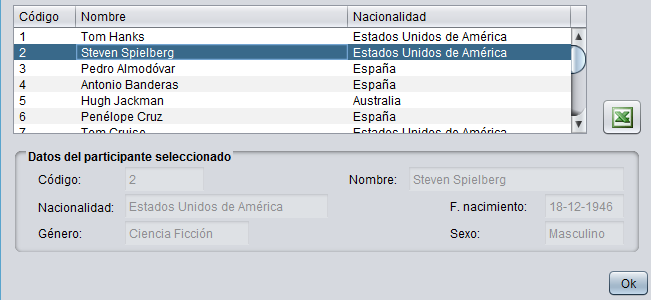 Código Nombre Nacionalidad
1 Tom Hanks Estados Unidos de América
2 Steven Spielberg Estados Unidos de América
3 Pedro Almodóvar España
4 Antonio Banderas España
5 Hugh Jackman Australia
6 Penélope Cruz España
7 Tom Cruise Estados Unidos de América
Datos del participante seleccionado
Código: 2 Nombre: Steven Spielberg
Nacionalidad: Estados Unidos de América F. nacimiento: 18-12-1946
Género: Ciencia Ficción Sexo: Masculino
Ok